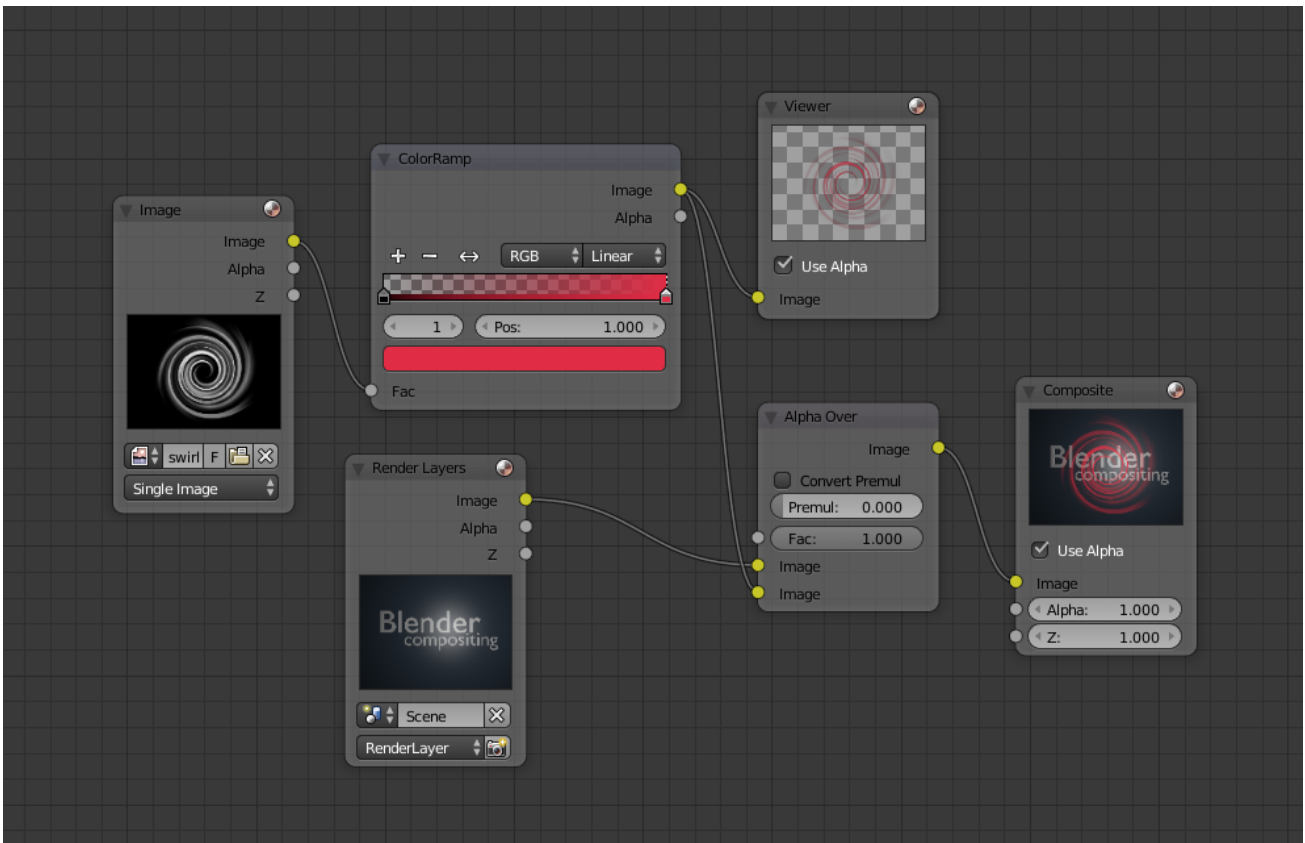 Image
Image
Alpha
Z
swirl F
Single Image
ColorRamp
Image
Alpha
RGB Linear
1 Pos: 1.000
Fac
Render Layers
Image
Alpha
Z
Blender
compositing
Scene
RenderLayer
Viewer
Use Alpha
Image
Alpha Over
Image
Convert Premul
Premul: 0.000
Fac: 1.000
Image
Image
Composite
Blender
compositing
Use Alpha
Image
Alpha: 1.000
Z: 1.000